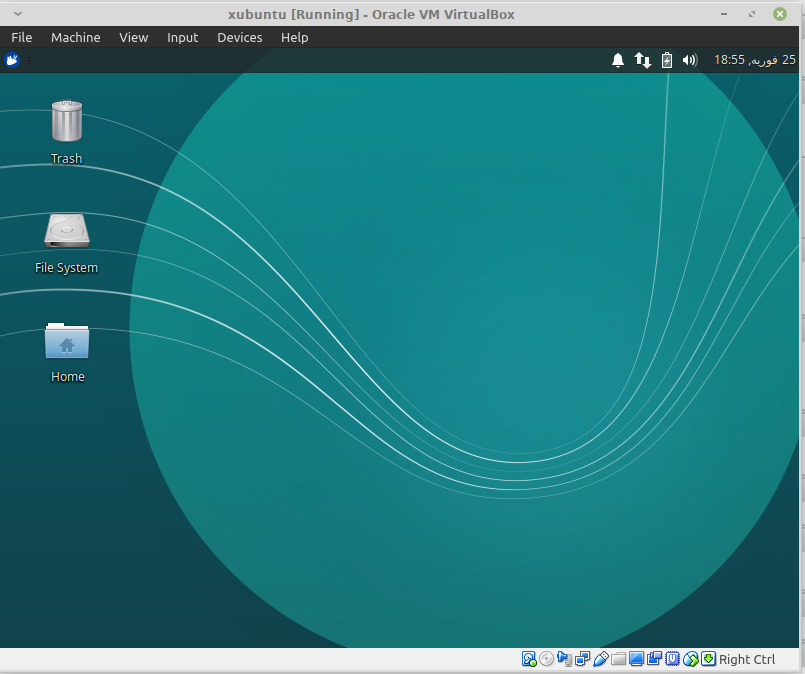 xubuntu [Running] - Oracle VM VirtualBox
File Machine View Input Devices Help
25 فوریه, 18:55
Trash
File System
Home
Right Ctrl